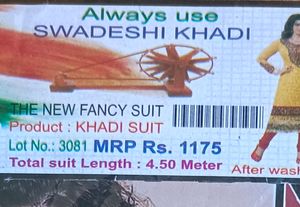 Always use
SWADESHI KHADI
THE NEW FANCY SUIT
Product : KHADI SUIT
Lot No.: 3081 MRP Rs. 1175
Total suit Length : 4.50 Meter
After wash